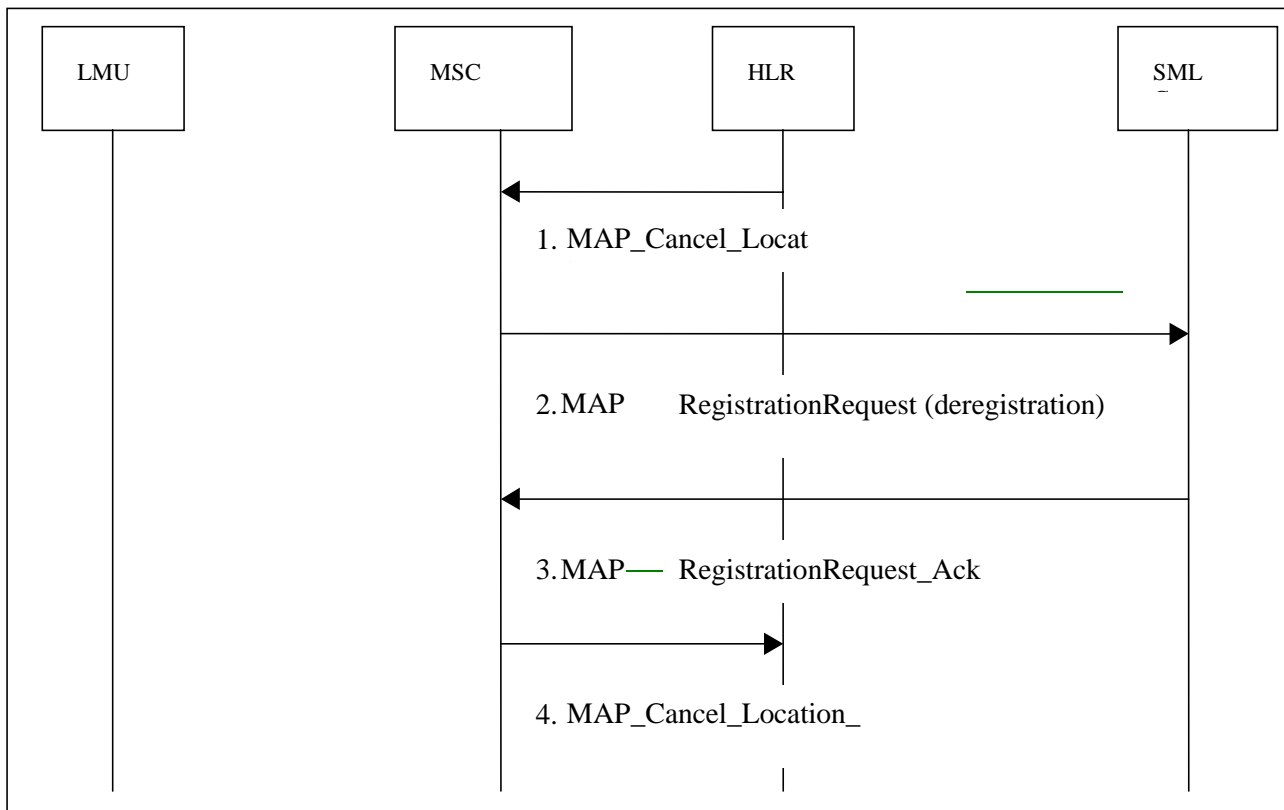 LMU
MSC
HLR
SML
1. MAP_Cancel_Locat
2. MAP RegistrationRequest (deregistration)
3. MAP RegistrationRequest_Ack
4. MAP_Cancel_Location_